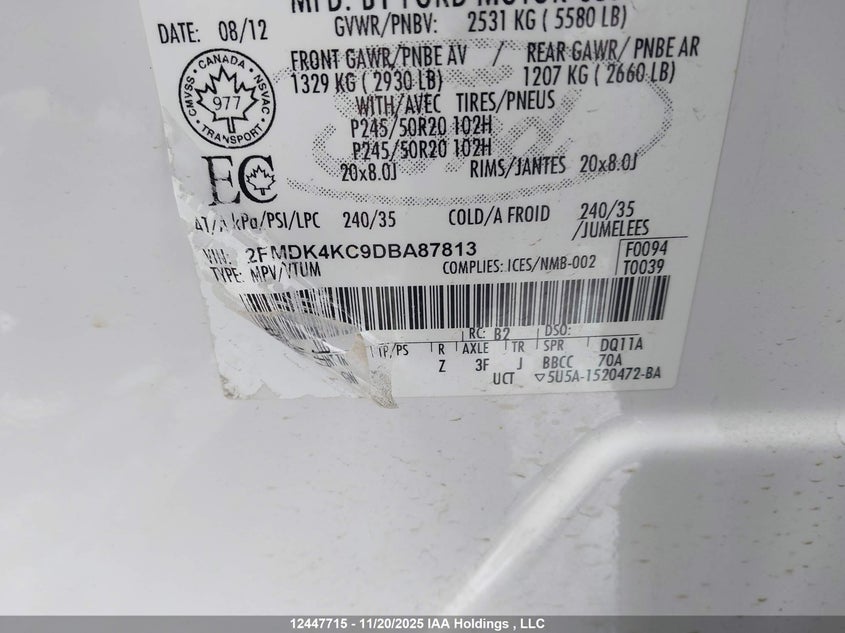 MFD. BY FORD MOTOR CO.
DATE: 08/12
GVWR/PNBV: 2531 KG ( 5580 LB)
FRONT GAWR/PNBE AV / REAR GAWR/ PNBE AR
1329 KG ( 2930 LB) 1207 KG ( 2660 LB)
WITH/AVEC TIRES/PNEUS
P245/50R20 102H
P245/50R20 102H
20x8.0J RIMS/JANTES 20x8.0J
CMVSS · CANADA · NSVAC · TRANSPORT
977
EC
AT/A kPa/PSI/LPC 240/35 COLD/A FROID 240/35
/JUMELEES
VIN: 2FMDK4KC9DBA87813 F0094
TYPE: MPV/VTUM COMPLIES: ICES/NMB-002 T0039
RC: B2 DSO:
TP/PS R AXLE TR SPR DQ11A
Z 3F J BBCC 70A
UCT ▽5U5A-1520472-BA
12447715 - 11/20/2025 IAA Holdings , LLC